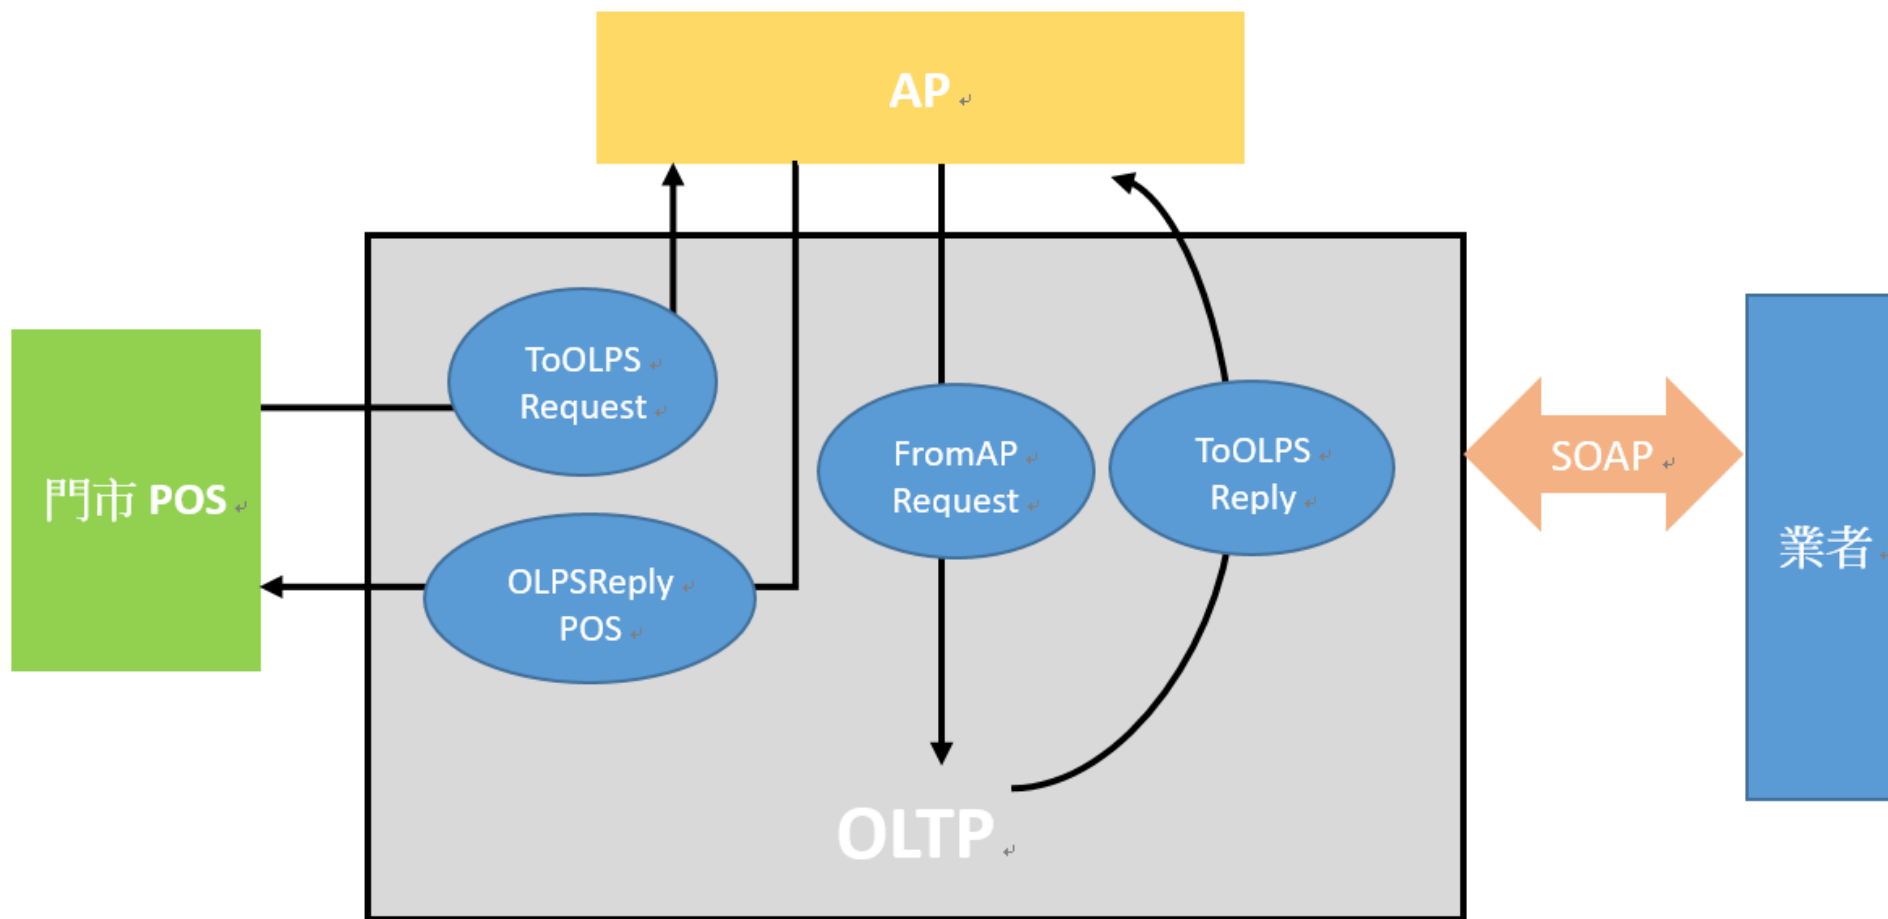 AP
ToOLPS
Request
門市 POS
OLPSReply
POS
FromAP
Request
ToOLPS
Reply
SOAP
業者
OLTP